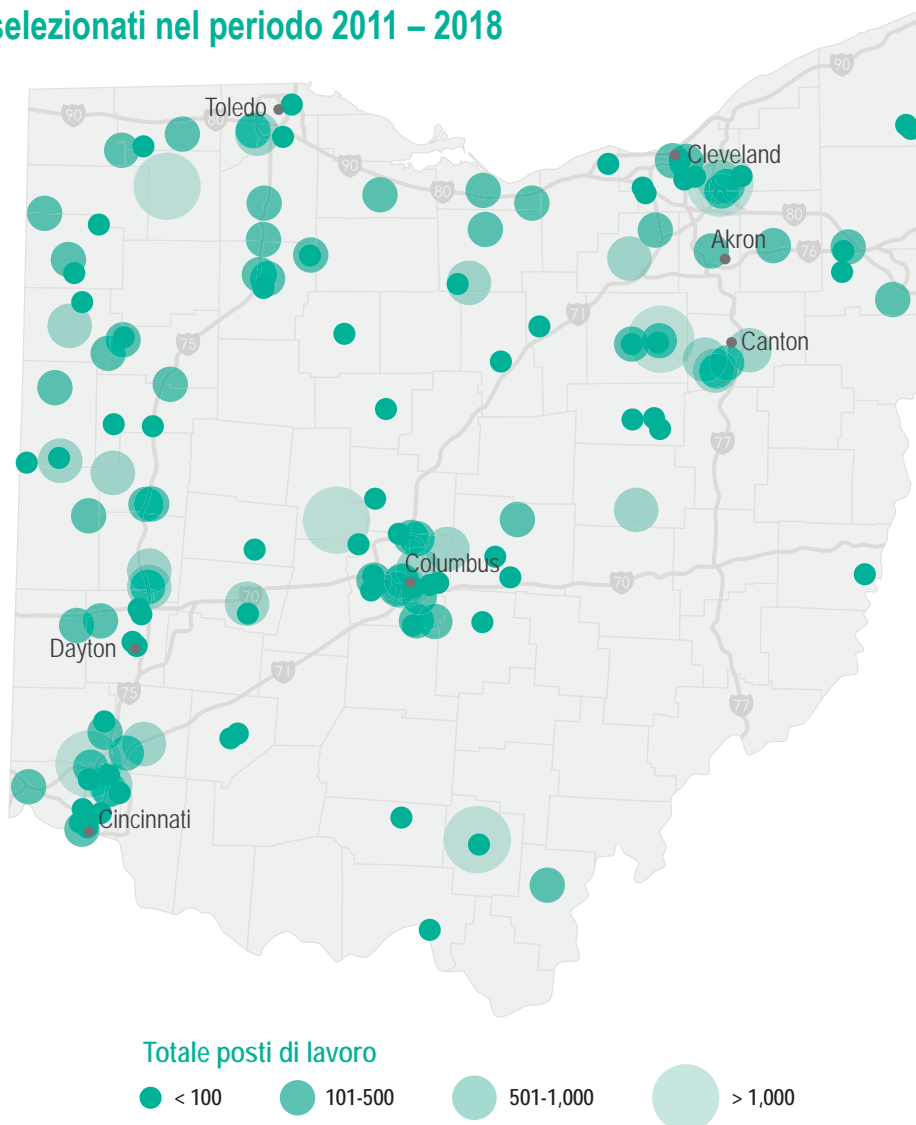 selezionati nel periodo 2011 – 2018
90
90
80
Toledo
90
80
Cleveland
80
Akron
76
71
75
Canton
77
Columbus
70
70
Dayton
71
75
77
Cincinnati
Totale posti di lavoro
< 100
101-500
501-1,000
> 1,000